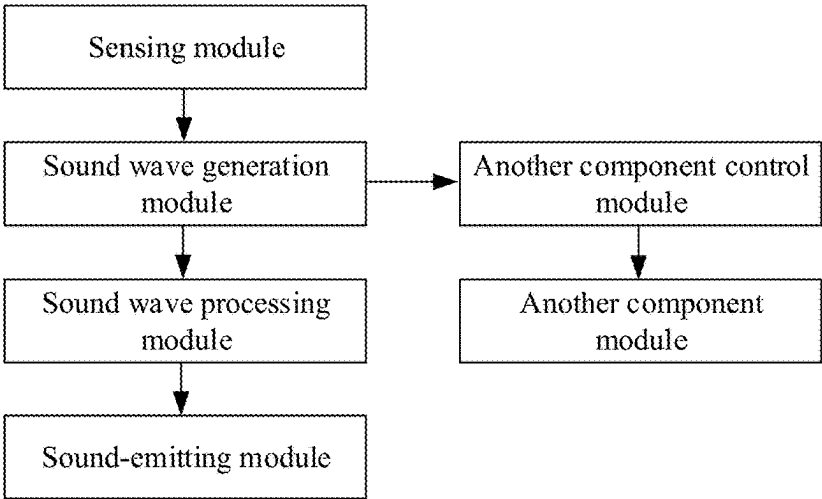 Sensing module
Sound wave generation
module
Another component control
module
Sound wave processing
module
Another component
module
Sound-emitting module